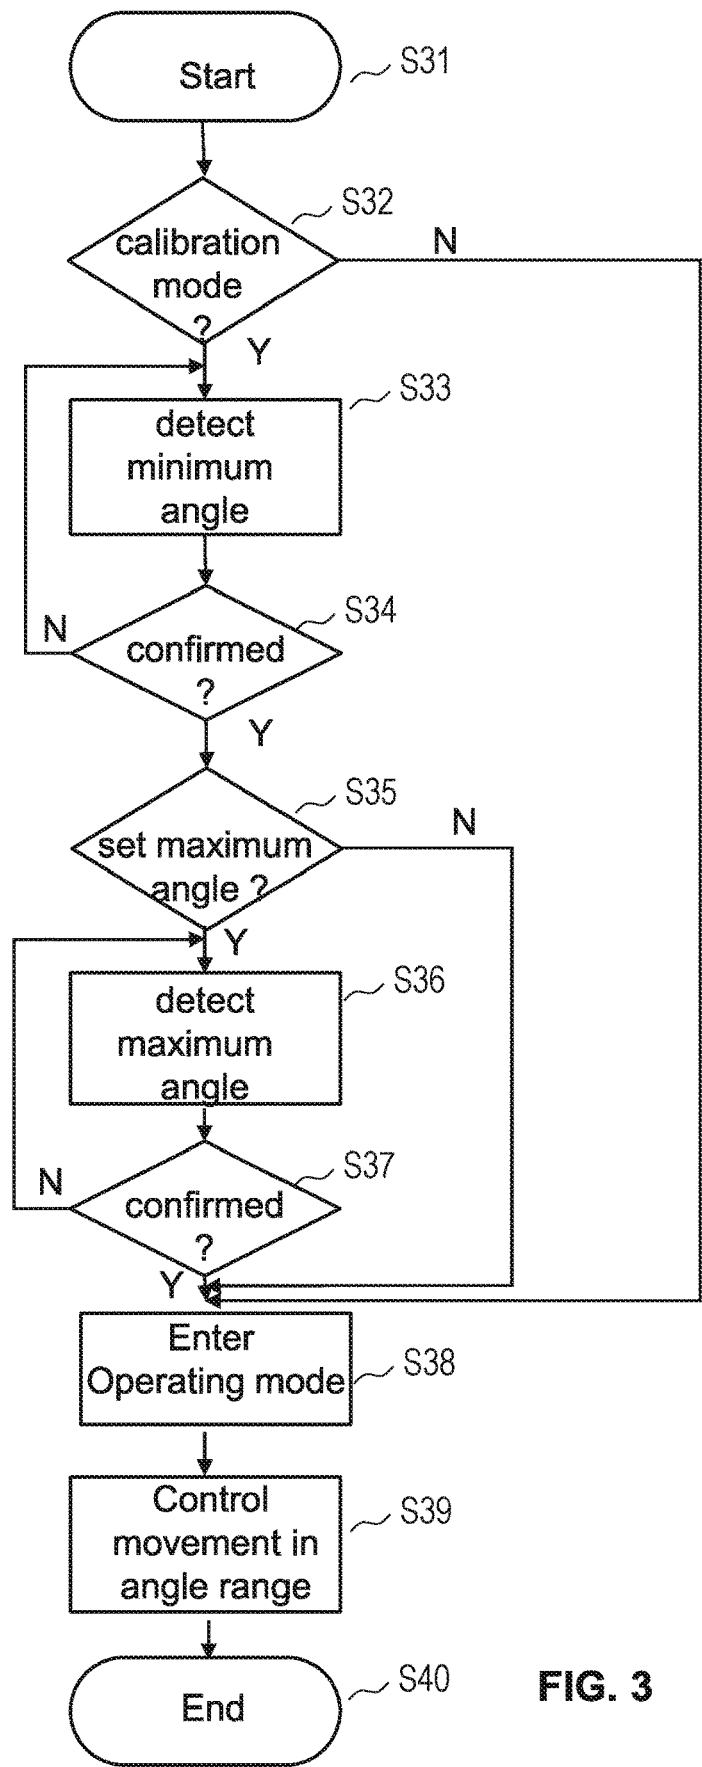 Start
S31
S32
calibration
mode
?
N
Y
S33
detect
minimum
angle
S34
N
confirmed
?
Y
S35
N
set maximum
angle ?
Y
S36
detect
maximum
angle
S37
N
confirmed
?
Y
Enter
Operating mode
S38
Control
movement in
angle range
S39
End
S40
FIG. 3